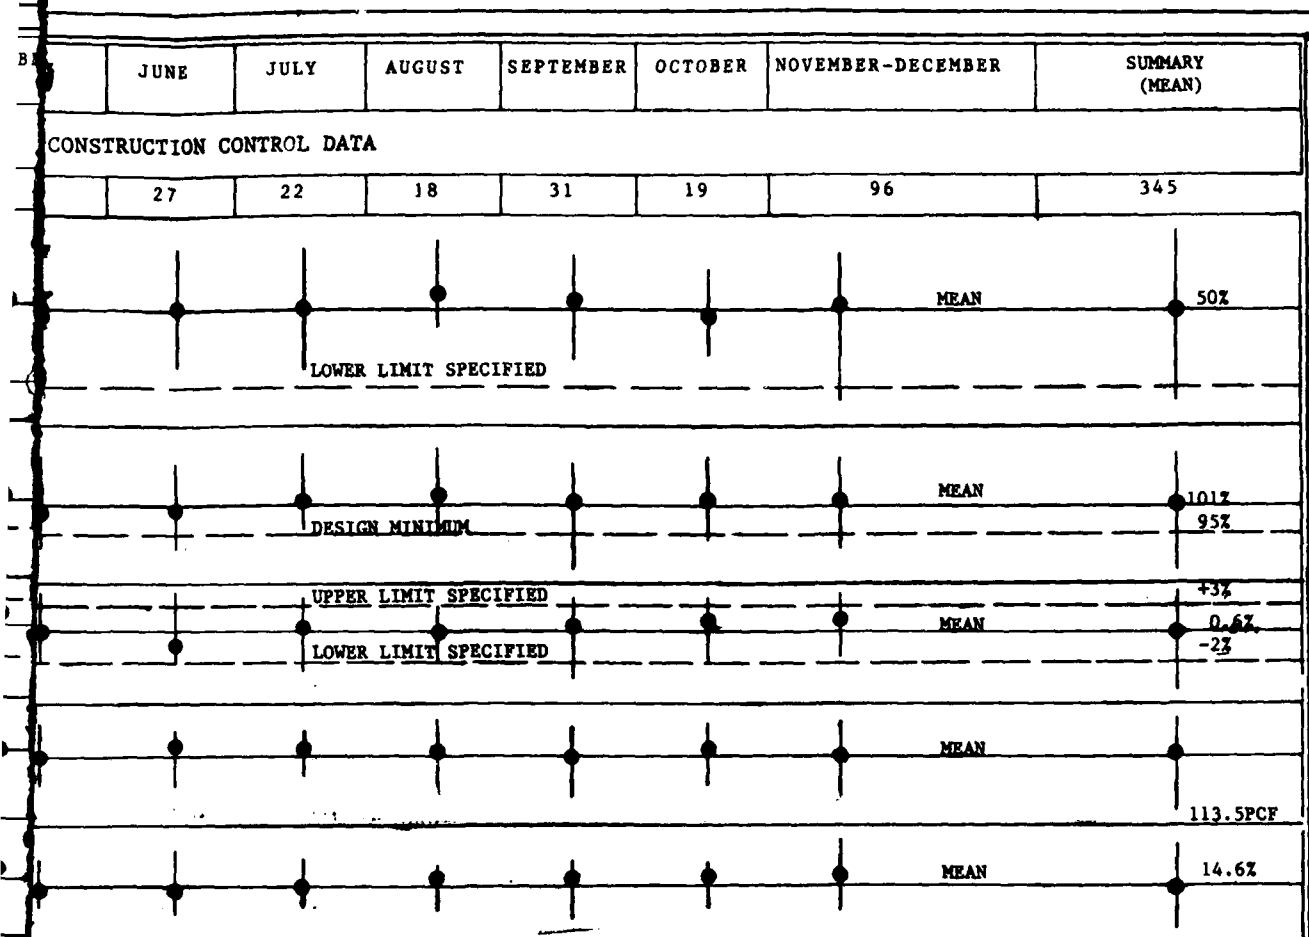 JUNE JULY AUGUST SEPTEMBER OCTOBER NOVEMBER-DECEMBER SUMMARY
(MEAN)
CONSTRUCTION CONTROL DATA
27 22 18 31 19 96 345
MEAN 50%
LOWER LIMIT SPECIFIED
MEAN 101%
DESIGN MINIMUM 95%
UPPER LIMIT SPECIFIED +3%
MEAN 0.6%
LOWER LIMIT SPECIFIED -2%
MEAN
113.5PCF
MEAN 14.6%